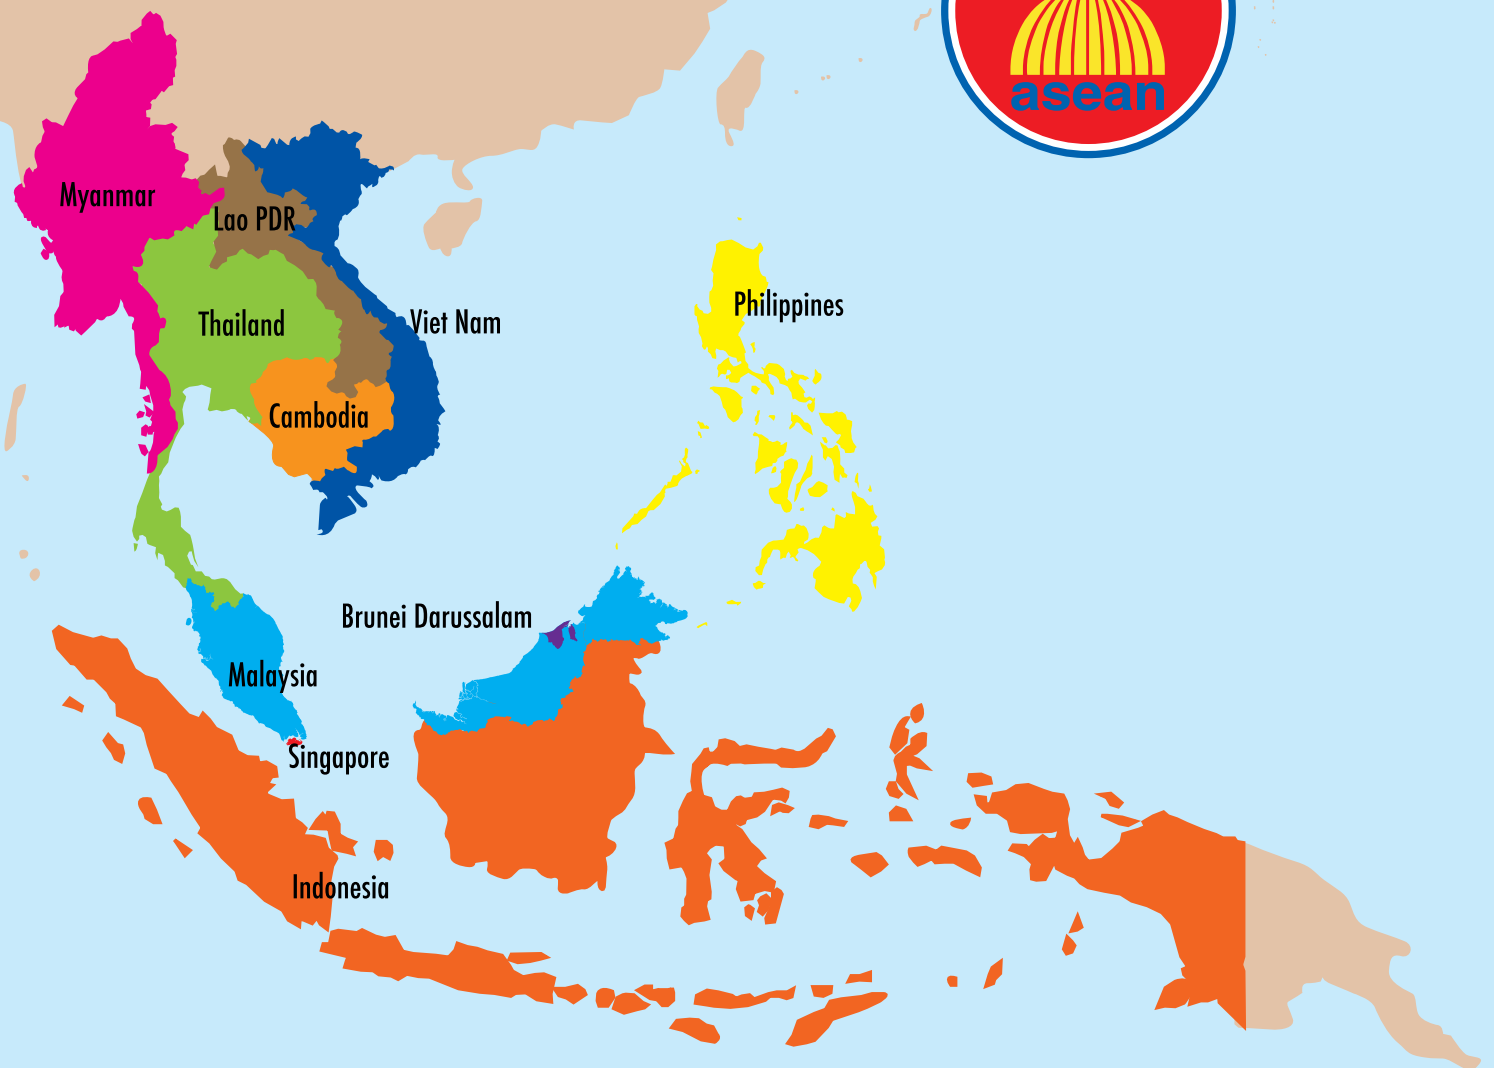 asean
Myanmar
Lao PDR
Philippines
Thailand
Viet Nam
Cambodia
Brunei Darussalam
Malaysia
Singapore
Indonesia